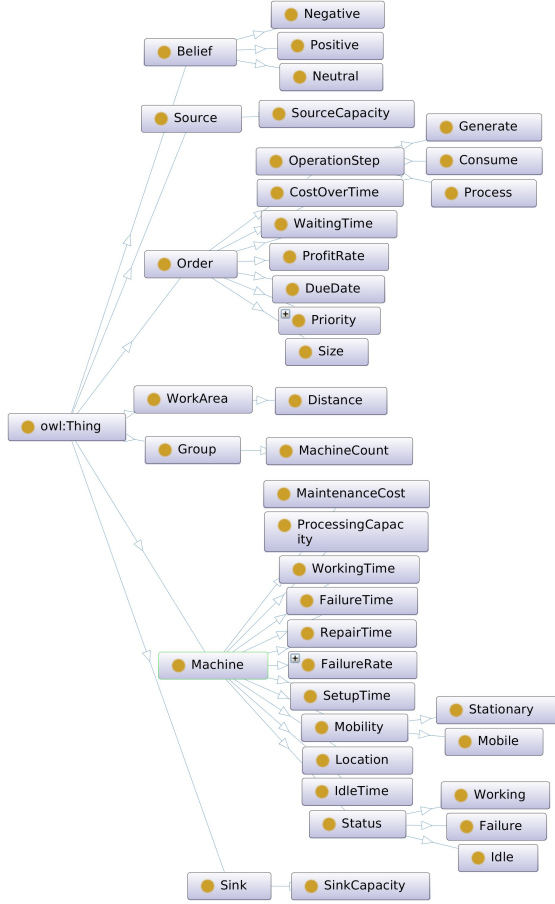 Negative
Belief
Positive
Neutral
Source
SourceCapacity
Generate
OperationStep
Consume
CostOverTime
Process
WaitingTime
Order
ProfitRate
DueDate
Priority
Size
WorkArea
Distance
owl:Thing
Group
MachineCount
MaintenanceCost
ProcessingCapac
ity
WorkingTime
FailureTime
RepairTime
Machine
FailureRate
SetupTime
Stationary
Mobility
Mobile
Location
IdleTime
Working
Status
Failure
Idle
Sink
SinkCapacity